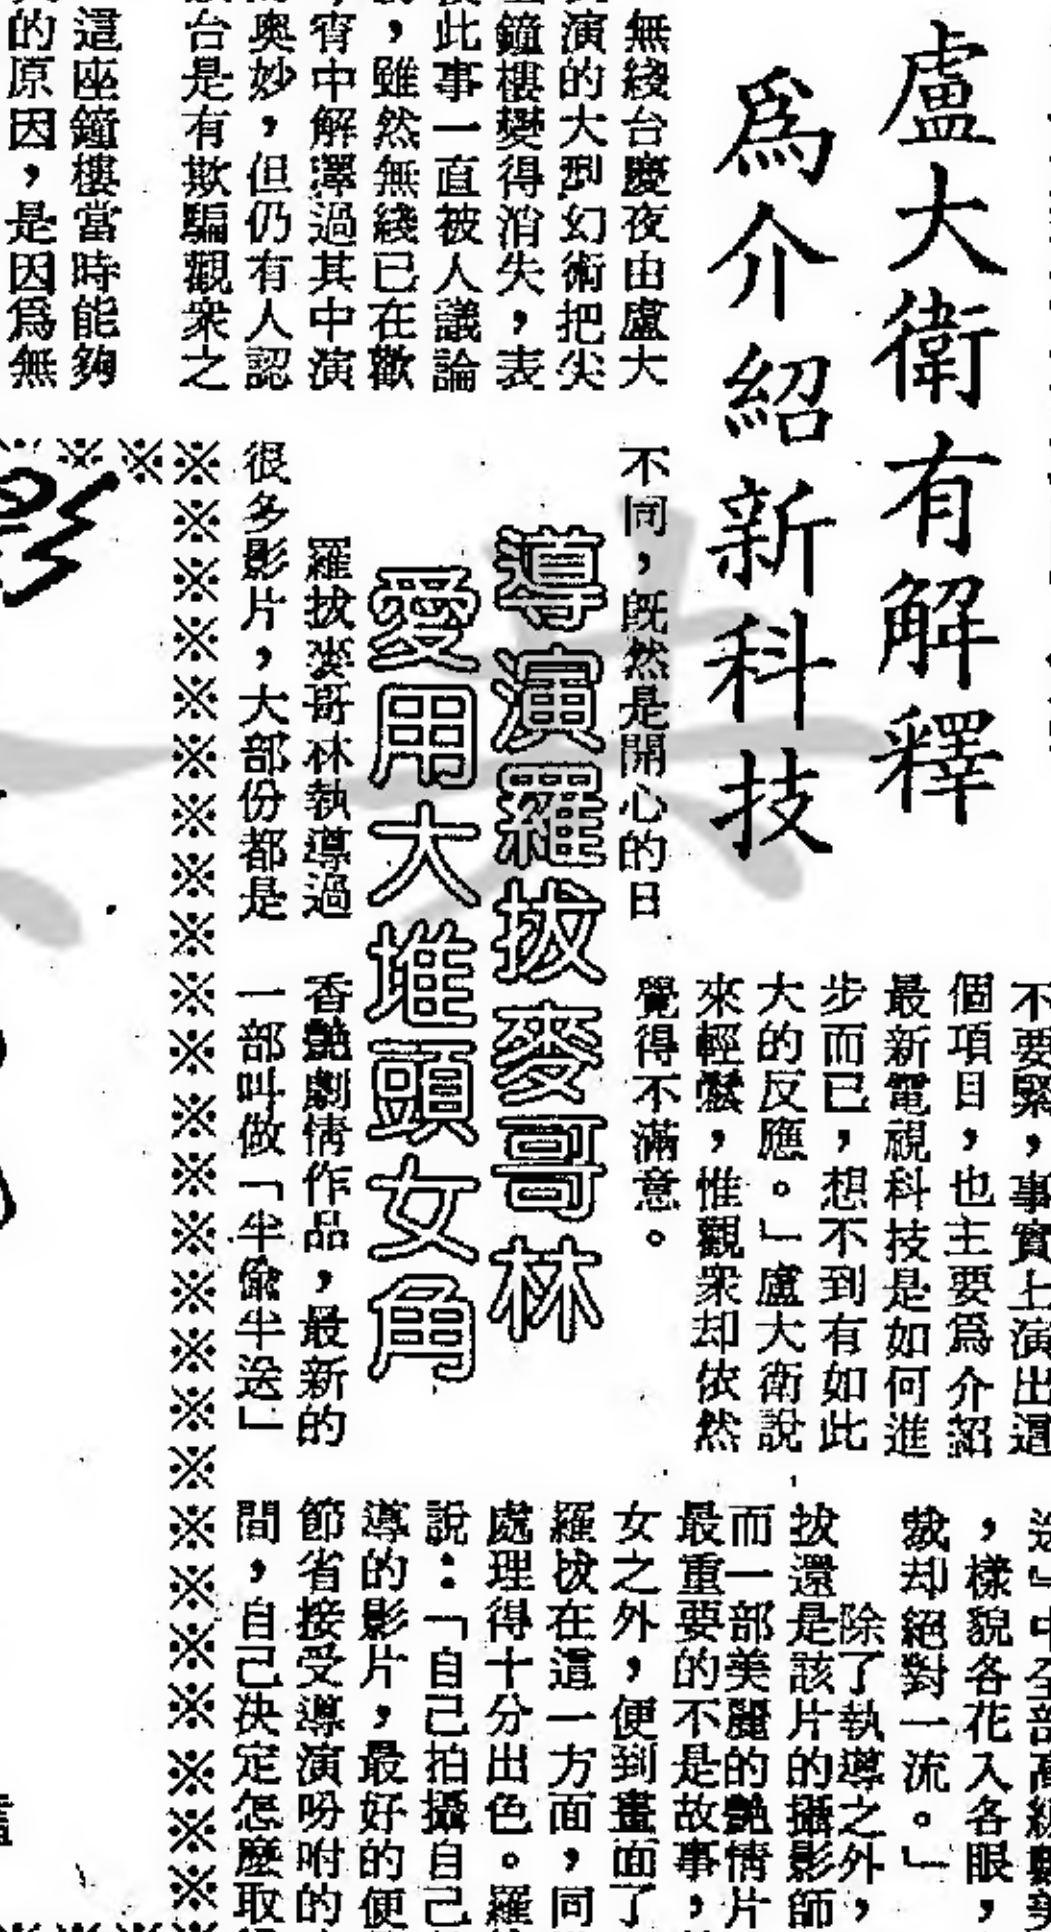 盧大衛有解釋
爲介紹新科技
無綫台慶夜由盧大
演的大型幻術把尖
鐘樓變得消失，表
此事一直被人議論
，雖然無綫已在歡
宵中解釋過其中演
奧妙，但仍有人認
台是有欺騙觀衆之
這座鐘樓當時能夠
的原因，是因爲無
不同，既然是開心的日
不要緊，事實上演出這
個項目，也主要爲介紹
最新電視科技是如何進
步而已，想不到有如此
大的反應。」盧大衛說
來輕鬆，惟觀衆却依然
覺得不滿意。
導演羅拔麥哥林
愛用大堆頭女角
羅拔麥哥林執導過
很多影片，大部份都是
香艷劇情作品，最新的
一部叫做「半偷半送」
，樣貌各花入各眼，
裁却絕對一流。」
除了執導之外，
拔還是該片的攝影師
而一部美麗的艷情片
最重要的不是故事，
女之外，便到畫面了
羅拔在這一方面，同
處理得十分出色。羅
說：「自己拍攝自己
導的影片，最好的便
節省接受導演吩咐的
間，自己決定怎麼取